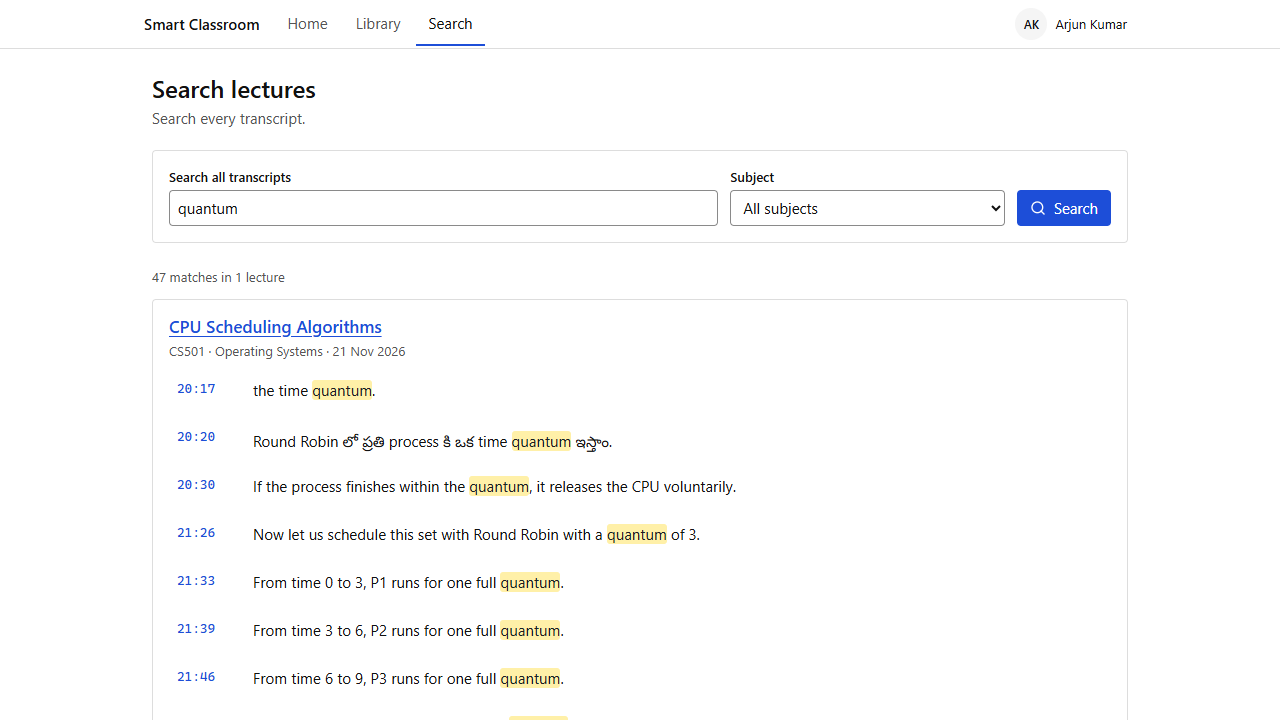 Smart Classroom Home Library Search AK Arjun Kumar
Search lectures
Search every transcript.
Search all transcripts Subject
quantum All subjects Search
47 matches in 1 lecture
CPU Scheduling Algorithms
CS501 · Operating Systems · 21 Nov 2026
20:17 the time quantum.
20:20 Round Robin లో ప్రతి process కి ఒక time quantum ఇస్తాం.
20:30 If the process finishes within the quantum, it releases the CPU voluntarily.
21:26 Now let us schedule this set with Round Robin with a quantum of 3.
21:33 From time 0 to 3, P1 runs for one full quantum.
21:39 From time 3 to 6, P2 runs for one full quantum.
21:46 From time 6 to 9, P3 runs for one full quantum.